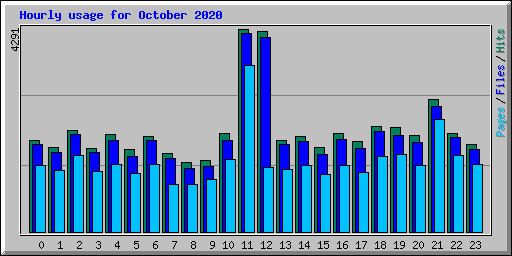 Hourly usage for October 2020
4291
Pages/Files/Hits
0 1 2 3 4 5 6 7 8 9 10 11 12 13 14 15 16 17 18 19 20 21 22 23